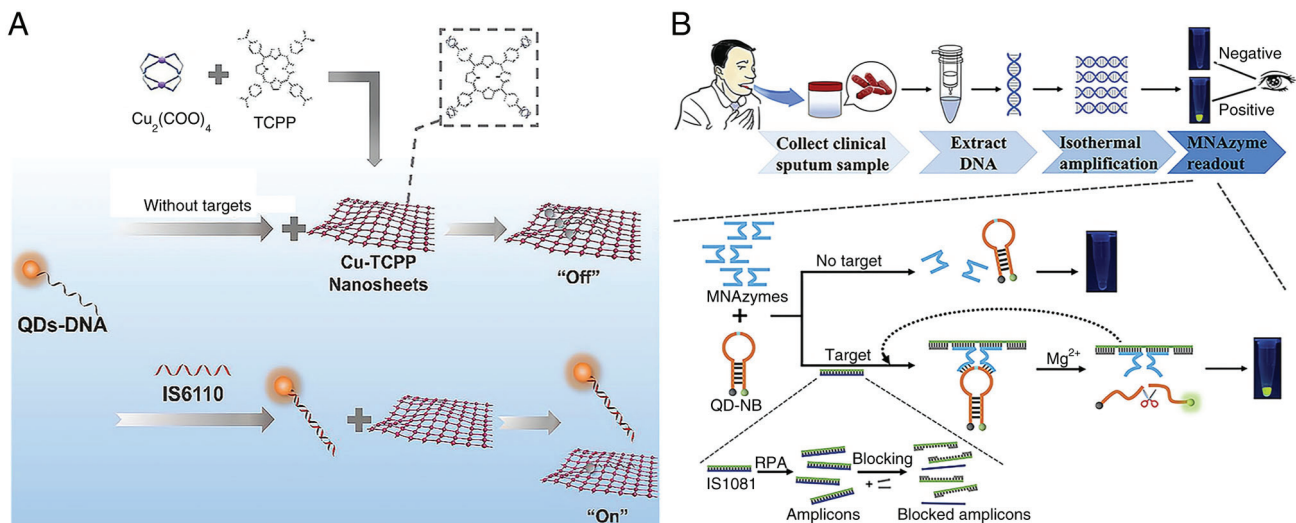 A
Cu2(COO)4
TCPP
Without targets
Cu-TCPP
Nanosheets
"Off"
QDs-DNA
IS6110
"On"
B
Negative
Positive
Collect clinical
sputum sample
Extract
DNA
Isothermal
amplification
MNAzyme
readout
MNAzymes
+
QD-NB
No target
Target
Mg2+
IS1081
RPA
Amplicons
Blocking
+
Blocked amplicons